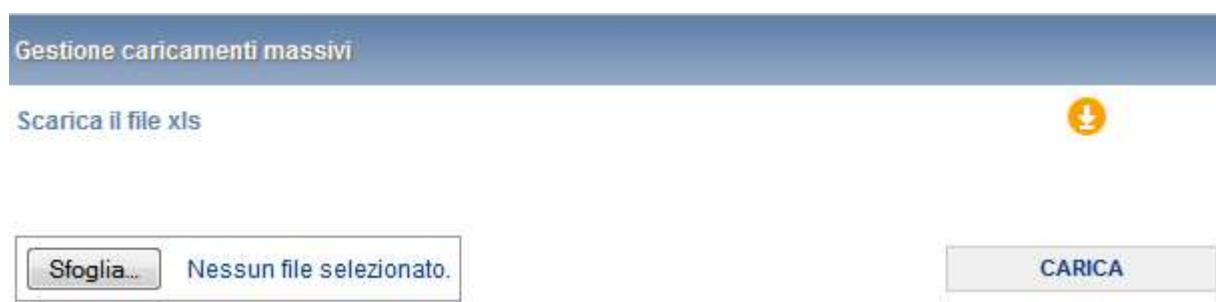 Gestione caricamenti massivi
Scarica il file xls
Sfoglia... Nessun file selezionato. CARICA